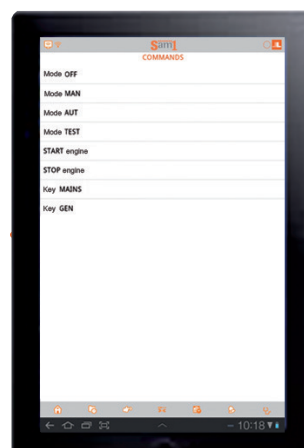 Sam1
COMMANDS
Mode OFF
Mode MAN
Mode AUT
Mode TEST
START engine
STOP engine
Key MAINS
Key GEN
10:18